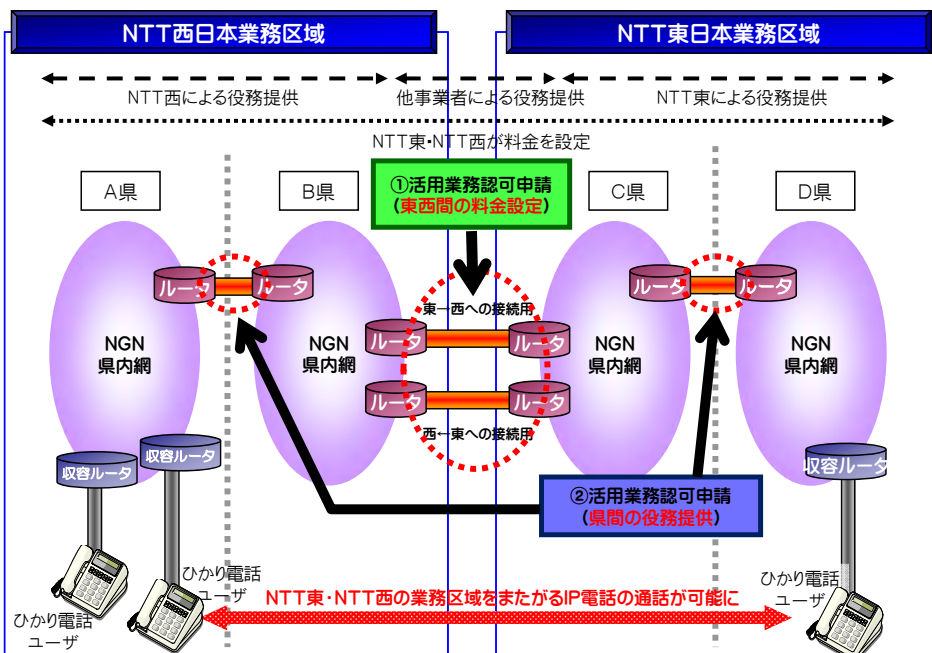 NTT西日本業務区域
NTT東日本業務区域
NTT西による役務提供
他事業者による役務提供
NTT東による役務提供
NTT東・NTT西が料金を設定
A県
B県
①活用業務認可申請
(東西間の料金設定)
C県
D県
ルータ
ルータ
ルータ
ルータ
東→西への接続用
NGN
県内網
NGN
県内網
ルータ
ルータ
NGN
県内網
NGN
県内網
ルータ
ルータ
西←東への接続用
収容ルータ
収容ルータ
収容ルータ
②活用業務認可申請
(県間の役務提供)
ひかり電話
ユーザ
ひかり電話
ユーザ
ひかり電話
ユーザ
NTT東・NTT西の業務区域をまたがるIP電話の通話が可能に